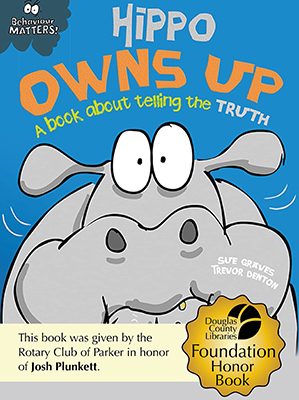 Behaviour
MATTERS!
HiPPO
OWNS UP
A book about telling the TRUTH
SUE GRAVES
TREVOR DUNTON
This book was given by the
Rotary Club of Parker in honor
of Josh Plunkett.
Douglas
County
Libraries
Foundation
Honor
Book